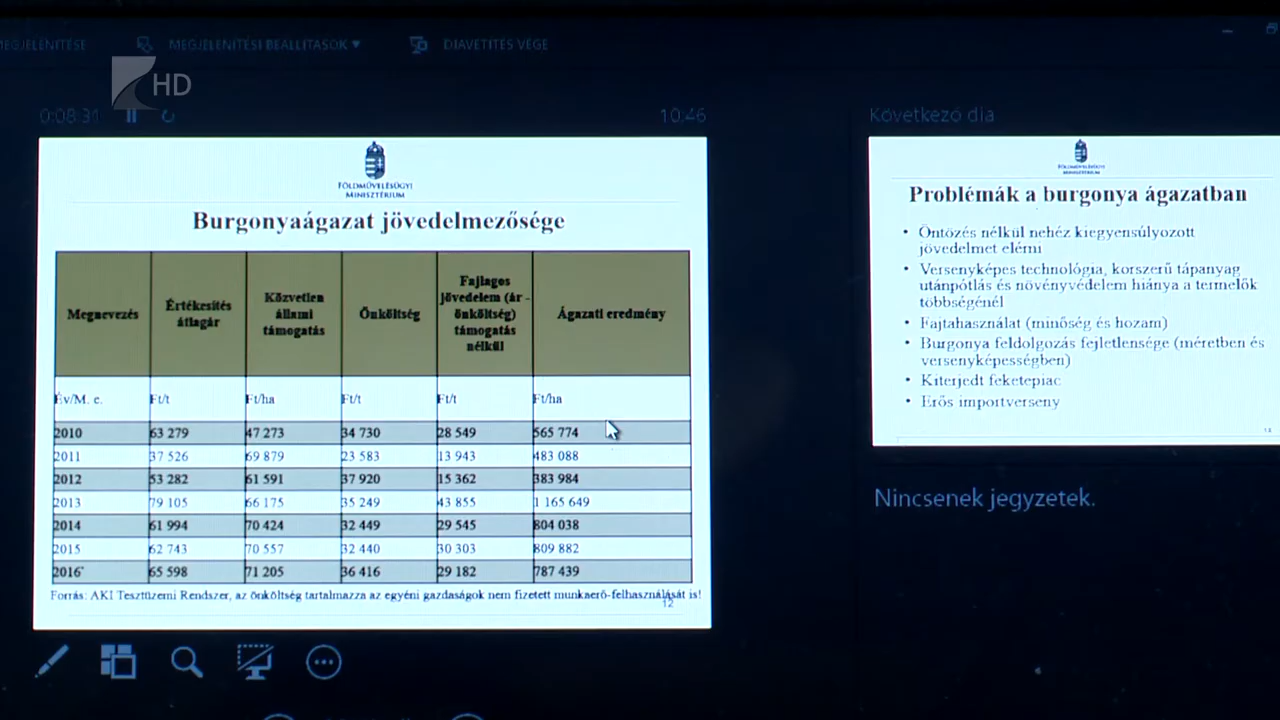 MEGJELENÍTÉSE
MEGJELENÍTÉSI BEÁLLÍTÁSOK ▼
DIAVETÍTÉS VÉGE
HD
0:08:31
10:46
FÖLDMŰVELÉSÜGYI
MINISZTÉRIUM
Burgonyaágazat jövedelmezősége
Megnevezés
Értékesítés
átlagár
Közvetlen
állami
támogatás
Önköltség
Fajlagos
jövedelem (ár -
önköltség)
támogatás
nélkül
Ágazati eredmény
Év/M. e. Ft/t Ft/ha Ft/t Ft/t Ft/ha
2010 63 279 47 273 34 730 28 549 565 774
2011 37 526 69 879 23 583 13 943 483 088
2012 53 282 61 591 37 920 15 362 383 984
2013 79 105 66 175 35 249 43 855 1 165 649
2014 61 994 70 424 32 449 29 545 804 038
2015 62 743 70 557 32 440 30 303 809 882
2016* 65 598 71 205 36 416 29 182 787 439
Forrás: AKI Tesztüzemi Rendszer, az önköltség tartalmazza az egyéni gazdaságok nem fizetett munkaerő-felhasználását is!
12
Következő dia
FÖLDMŰVELÉSÜGYI
MINISZTÉRIUM
Problémák a burgonya ágazatban
• Öntözés nélkül nehéz kiegyensúlyozott
jövedelmet elérni
• Versenyképes technológia, korszerű tápanyag
utánpótlás és növényvédelem hiánya a termelők
többségénél
• Fajtahasználat (minőség és hozam)
• Burgonya feldolgozás fejletlensége (méretben és
versenyképességben)
• Kiterjedt feketepiac
• Erős importverseny
Nincsenek jegyzetek.